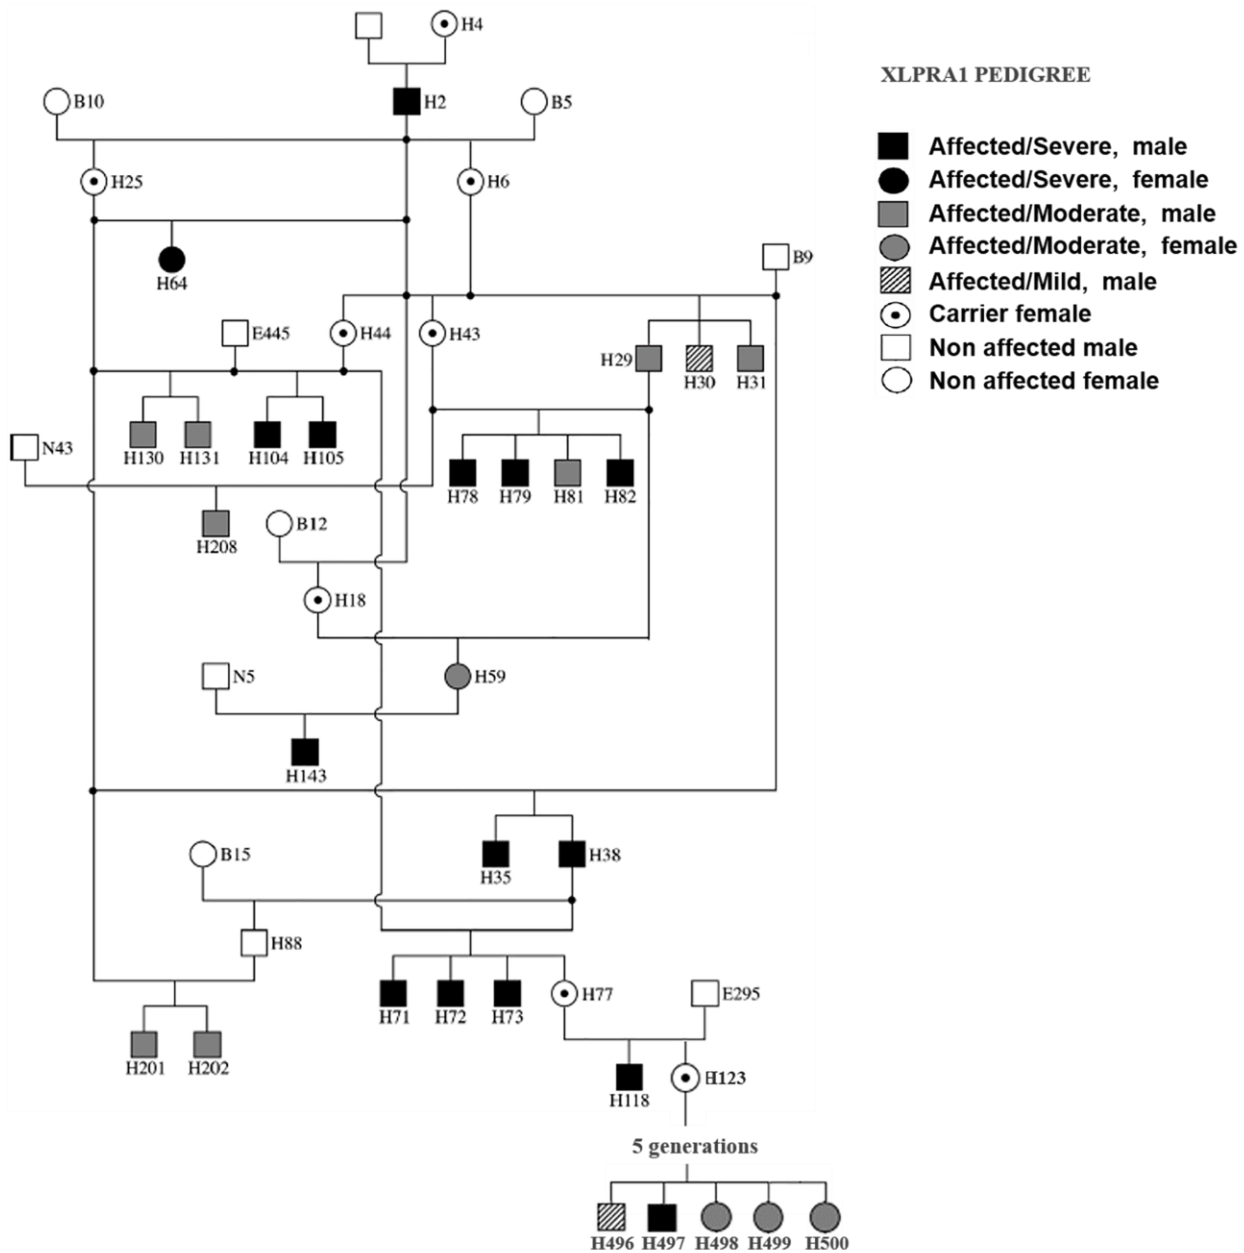 H4
XLPRA1 PEDIGREE
B10
H2
B5
Affected/Severe, male
Affected/Severe, female
H25
H6
Affected/Moderate, male
Affected/Moderate, female
B9
H64
Affected/Mild, male
Carrier female
E445
H44
H43
Non affected male
H29
H30
H31
Non affected female
N43
H130
H131
H104
H105
H78
H79
H81
H82
B12
H208
H18
N5
H59
H143
B15
H35
H38
H88
H71
H72
H73
H77
E295
H201
H202
H118
H123
5 generations
H496
H497
H498
H499
H500